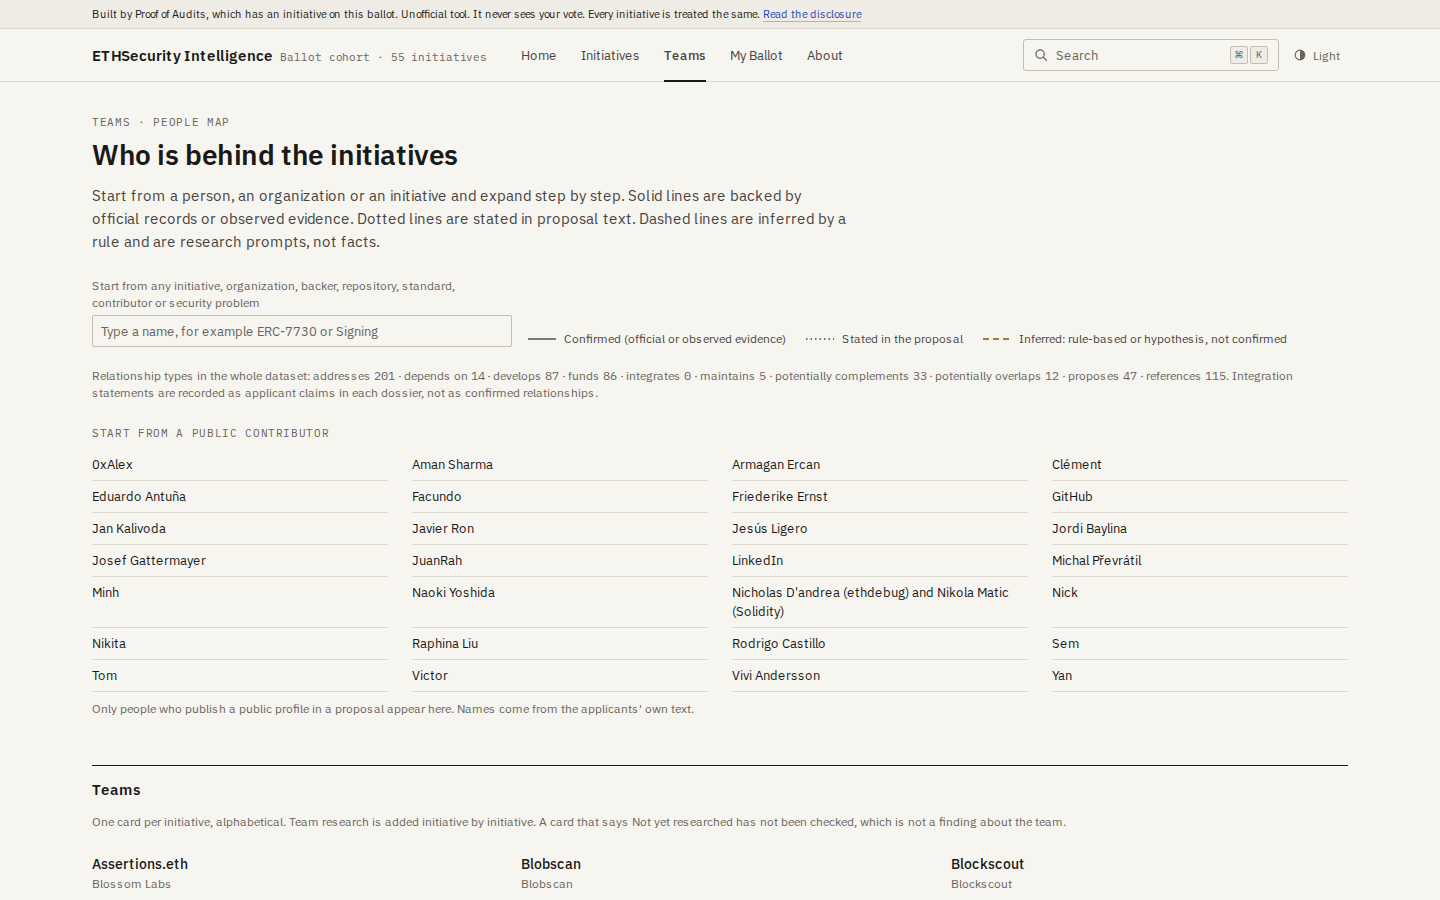 Built by Proof of Audits, which has an initiative on this ballot. Unofficial tool. It never sees your vote. Every initiative is treated the same. Read the disclosure
ETHSecurity Intelligence Ballot cohort · 55 initiatives Home Initiatives Teams My Ballot About Search ⌘ K Light
TEAMS · PEOPLE MAP
Who is behind the initiatives
Start from a person, an organization or an initiative and expand step by step. Solid lines are backed by
official records or observed evidence. Dotted lines are stated in proposal text. Dashed lines are inferred by a
rule and are research prompts, not facts.
Start from any initiative, organization, backer, repository, standard,
contributor or security problem
Type a name, for example ERC-7730 or Signing
Confirmed (official or observed evidence) Stated in the proposal Inferred: rule-based or hypothesis, not confirmed
Relationship types in the whole dataset: addresses 201 · depends on 14 · develops 87 · funds 86 · integrates 0 · maintains 5 · potentially complements 33 · potentially overlaps 12 · proposes 47 · references 115. Integration
statements are recorded as applicant claims in each dossier, not as confirmed relationships.
START FROM A PUBLIC CONTRIBUTOR
0xAlex Aman Sharma Armagan Ercan Clément
Eduardo Antuña Facundo Friederike Ernst GitHub
Jan Kalivoda Javier Ron Jesús Ligero Jordi Baylina
Josef Gattermayer JuanRah LinkedIn Michal Převrátil
Minh Naoki Yoshida Nicholas D'andrea (ethdebug) and Nikola Matic Nick
(Solidity)
Nikita Raphina Liu Rodrigo Castillo Sem
Tom Victor Vivi Andersson Yan
Only people who publish a public profile in a proposal appear here. Names come from the applicants' own text.
Teams
One card per initiative, alphabetical. Team research is added initiative by initiative. A card that says Not yet researched has not been checked, which is not a finding about the team.
Assertions.eth Blobscan Blockscout
Blossom Labs Blobscan Blockscout